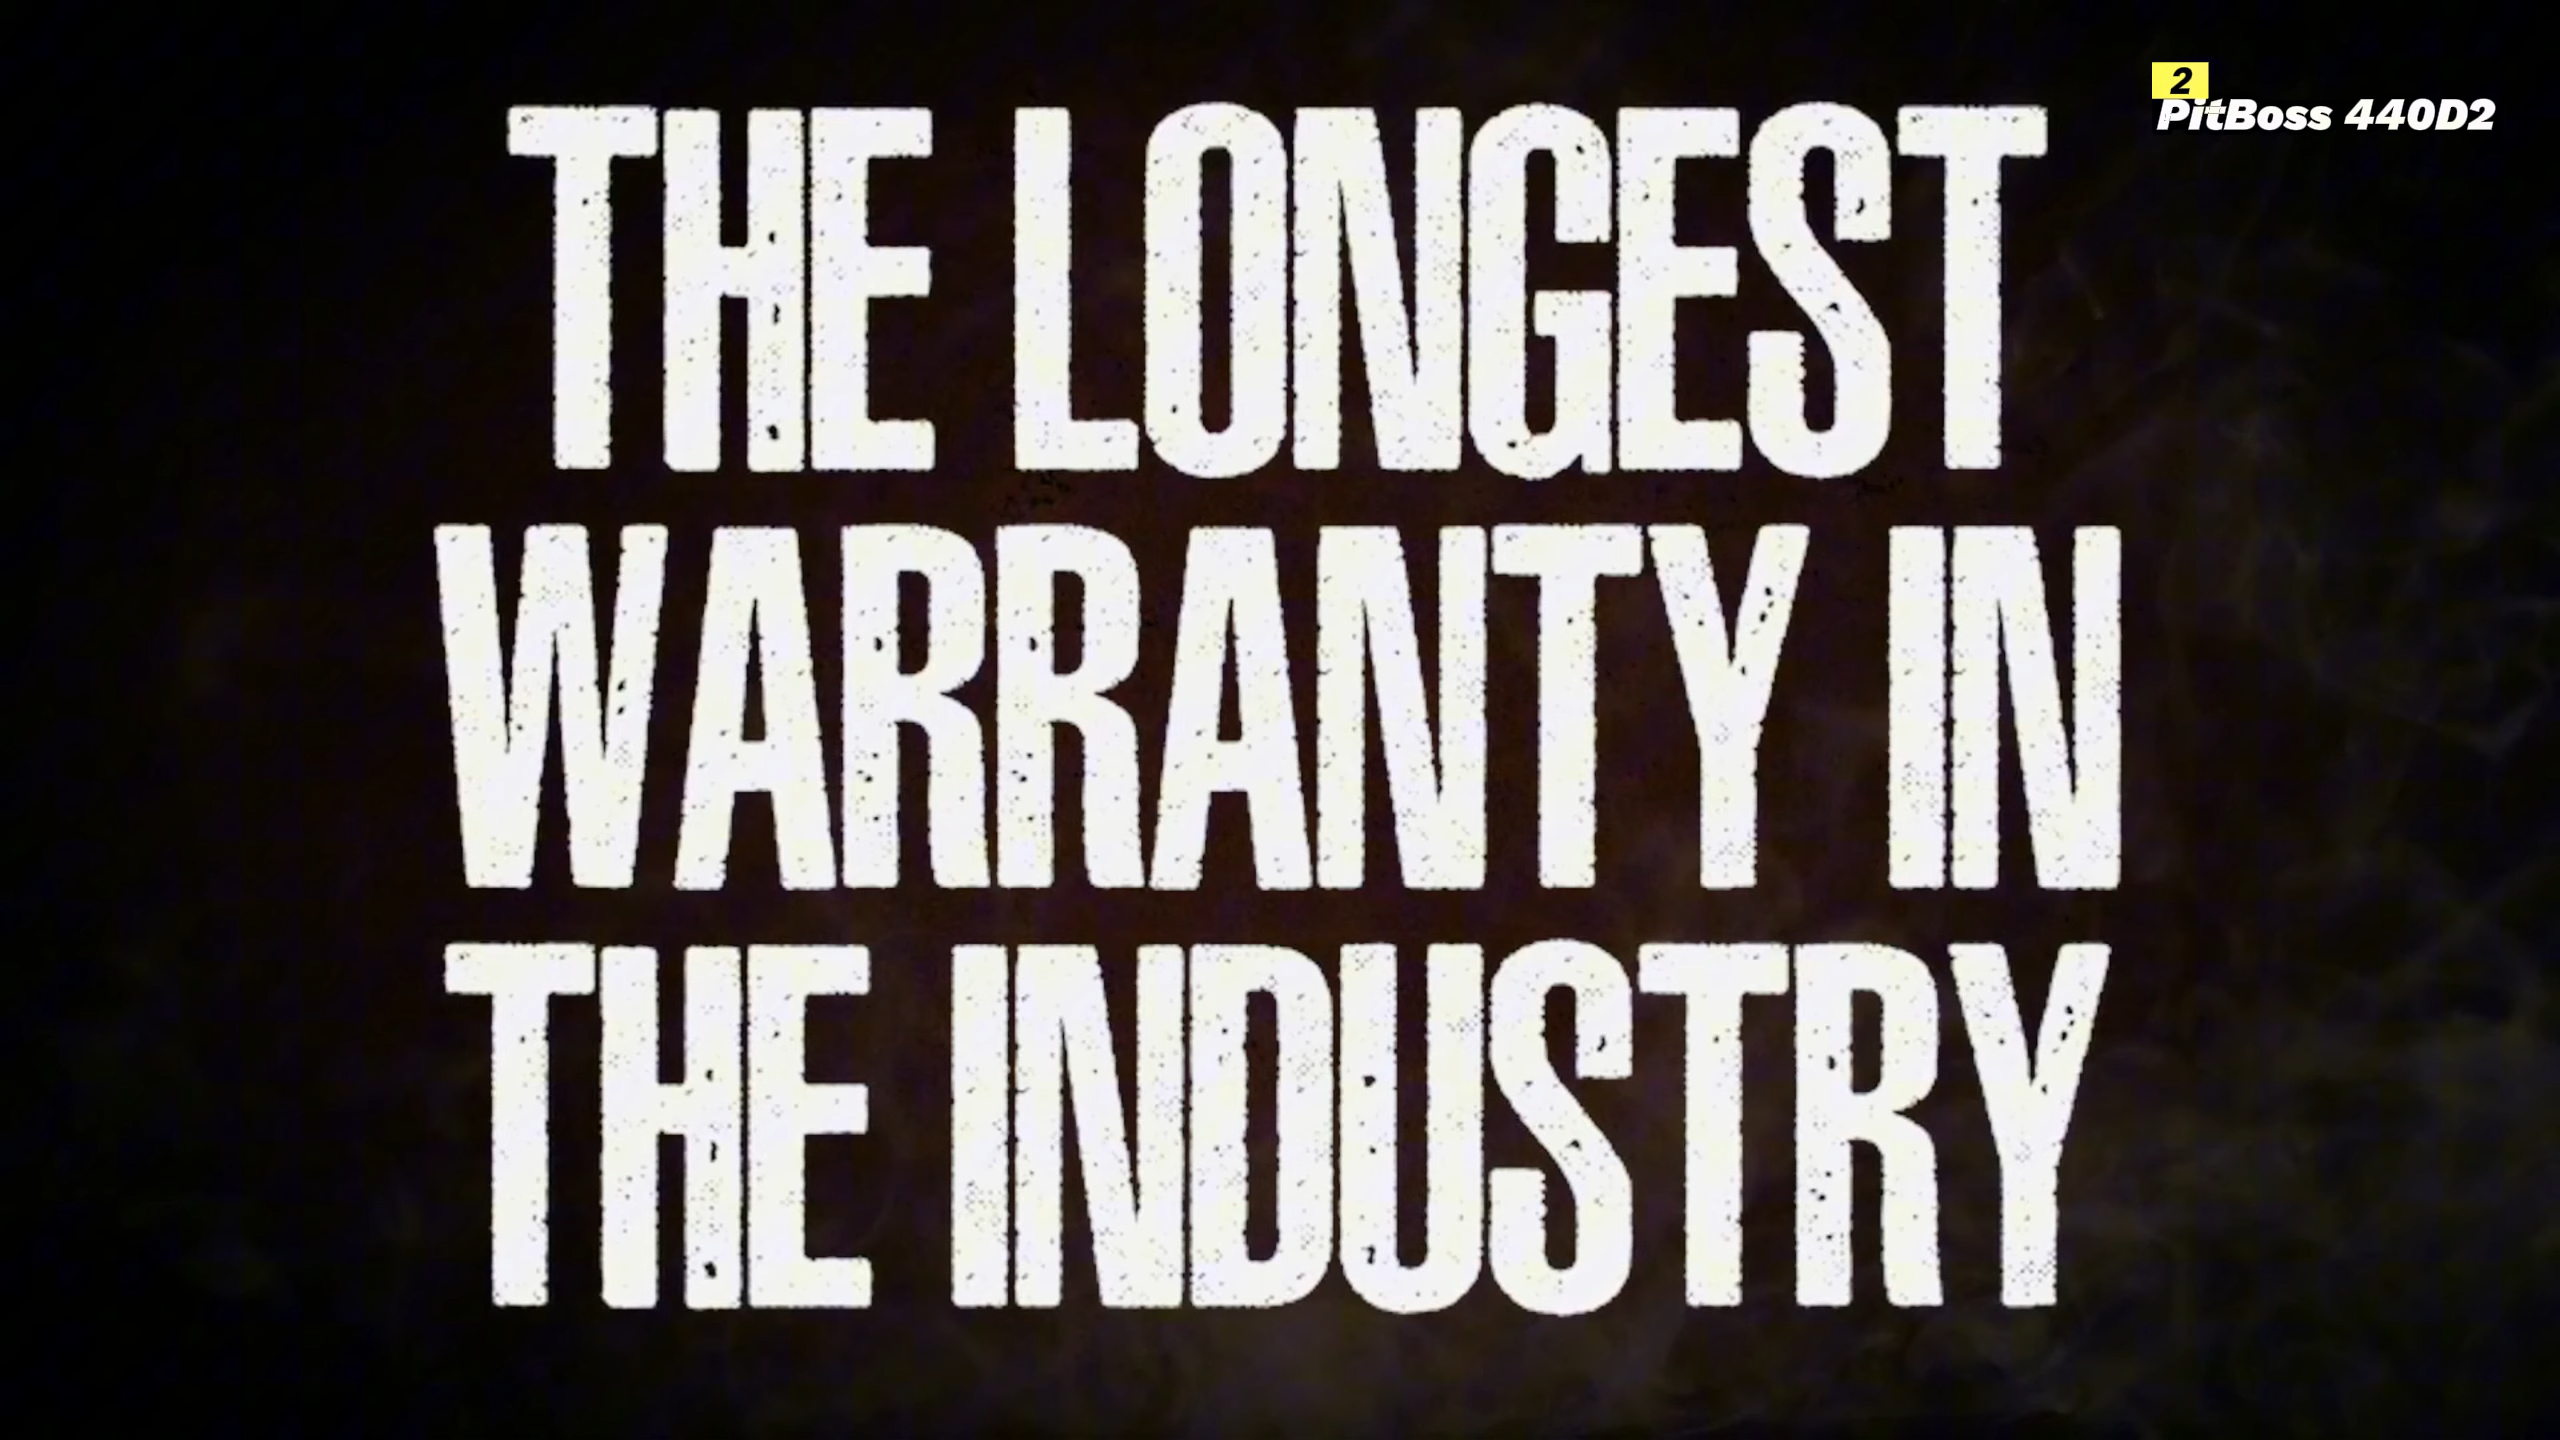 2
PitBoss 440D2
THE LONGEST
WARRANTY IN
THE INDUSTRY